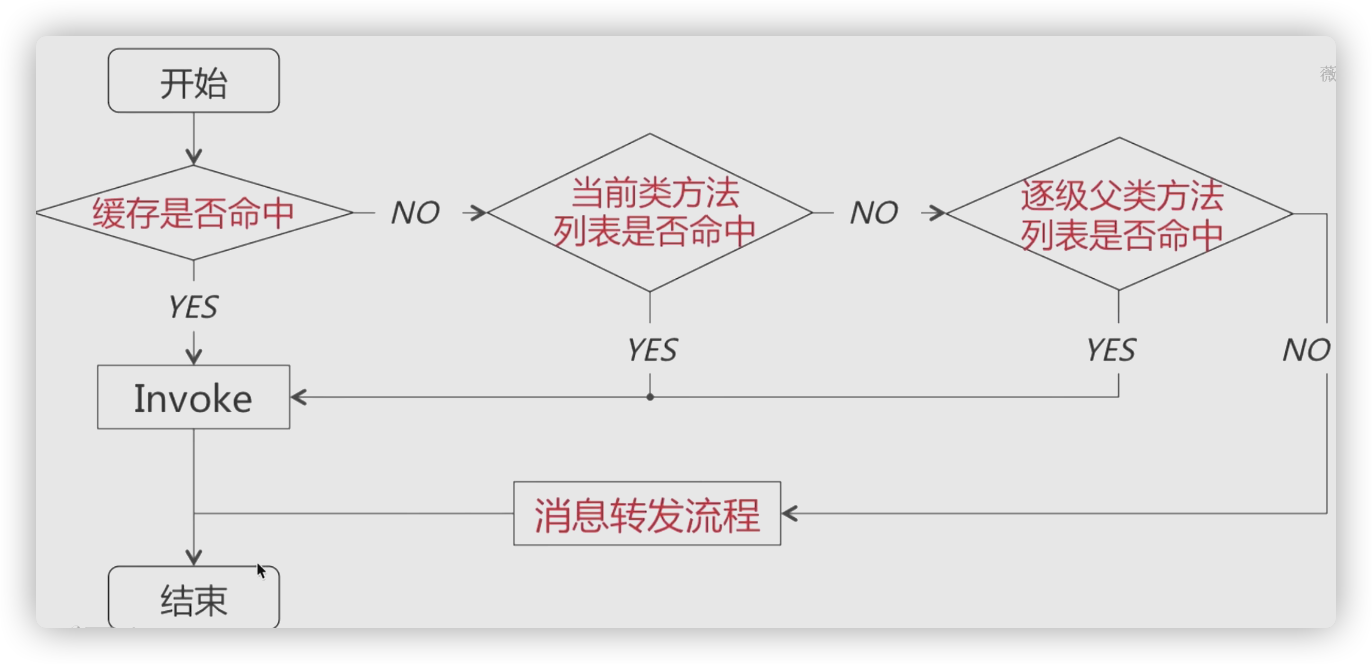 开始
薇
缓存是否命中
NO
当前类方法
列表是否命中
NO
逐级父类方法
列表是否命中
YES
YES
YES
NO
Invoke
消息转发流程
结束